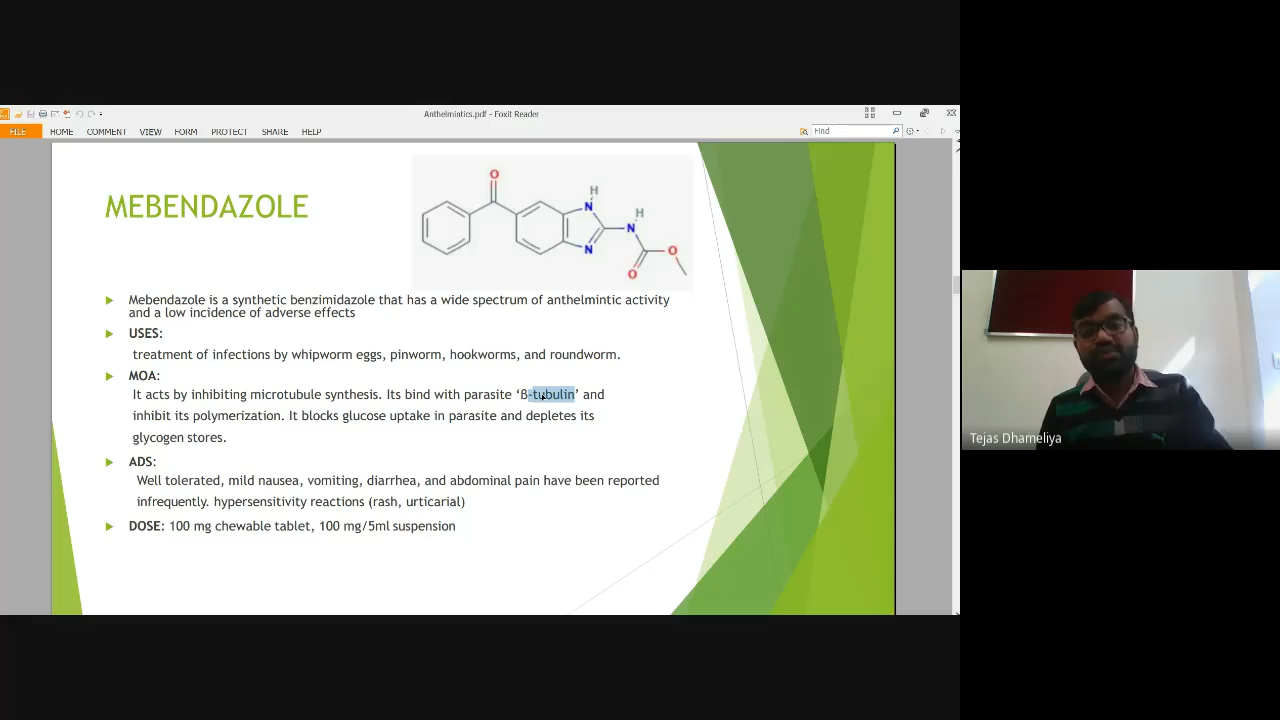 Anthelmintics.pdf - Foxit Reader
FILE HOME COMMENT VIEW FORM PROTECT SHARE HELP
Find
MEBENDAZOLE
O
H
N
H
N
N
O
O
Mebendazole is a synthetic benzimidazole that has a wide spectrum of anthelmintic activity
and a low incidence of adverse effects
USES:
treatment of infections by whipworm eggs, pinworm, hookworms, and roundworm.
MOA:
It acts by inhibiting microtubule synthesis. Its bind with parasite ‘ß-tubulin’ and
inhibit its polymerization. It blocks glucose uptake in parasite and depletes its
glycogen stores.
ADS:
Well tolerated, mild nausea, vomiting, diarrhea, and abdominal pain have been reported
infrequently. hypersensitivity reactions (rash, urticarial)
DOSE: 100 mg chewable tablet, 100 mg/5ml suspension
Tejas Dhameliya